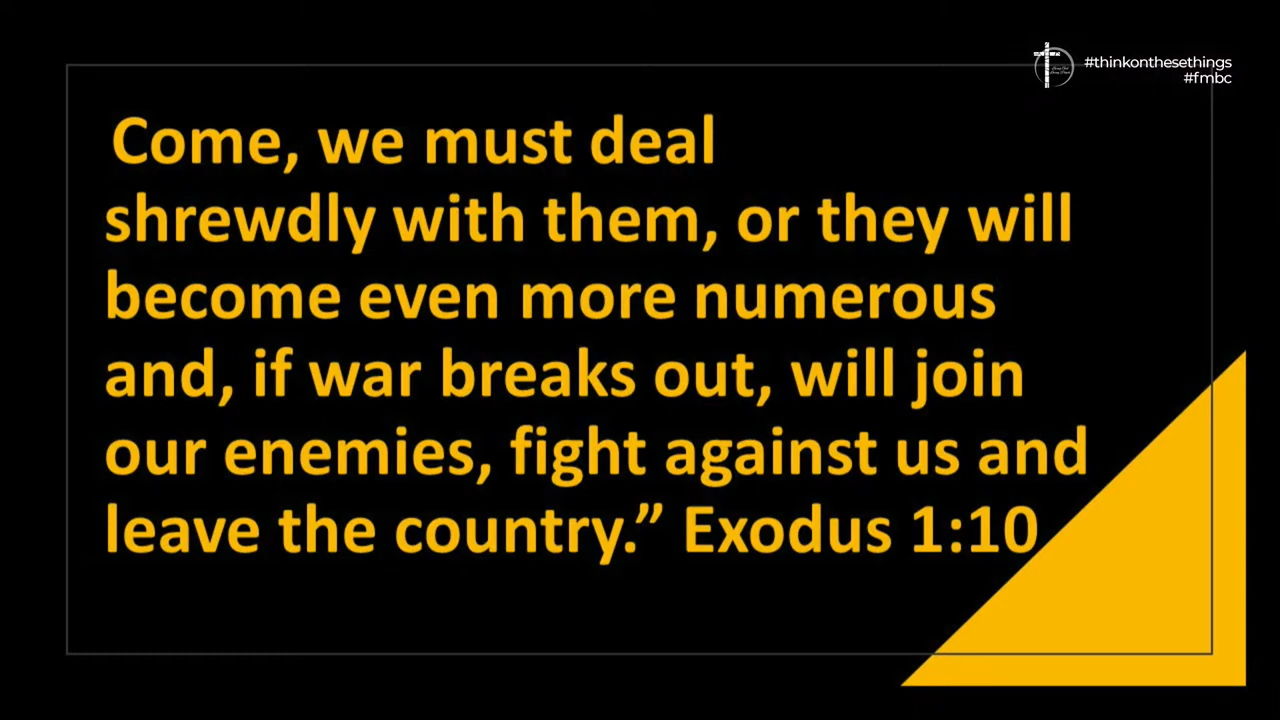 #thinkonthesethings
#fmbc
Come, we must deal
shrewdly with them, or they will
become even more numerous
and, if war breaks out, will join
our enemies, fight against us and
leave the country.” Exodus 1:10